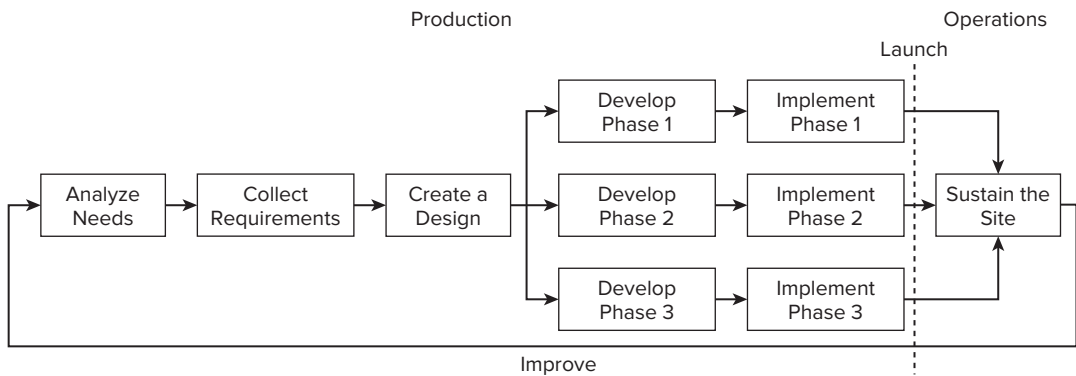 Production
Operations
Launch
Develop
Phase 1
Implement
Phase 1
Analyze
Needs
Collect
Requirements
Create a
Design
Develop
Phase 2
Implement
Phase 2
Sustain the
Site
Develop
Phase 3
Implement
Phase 3
Improve